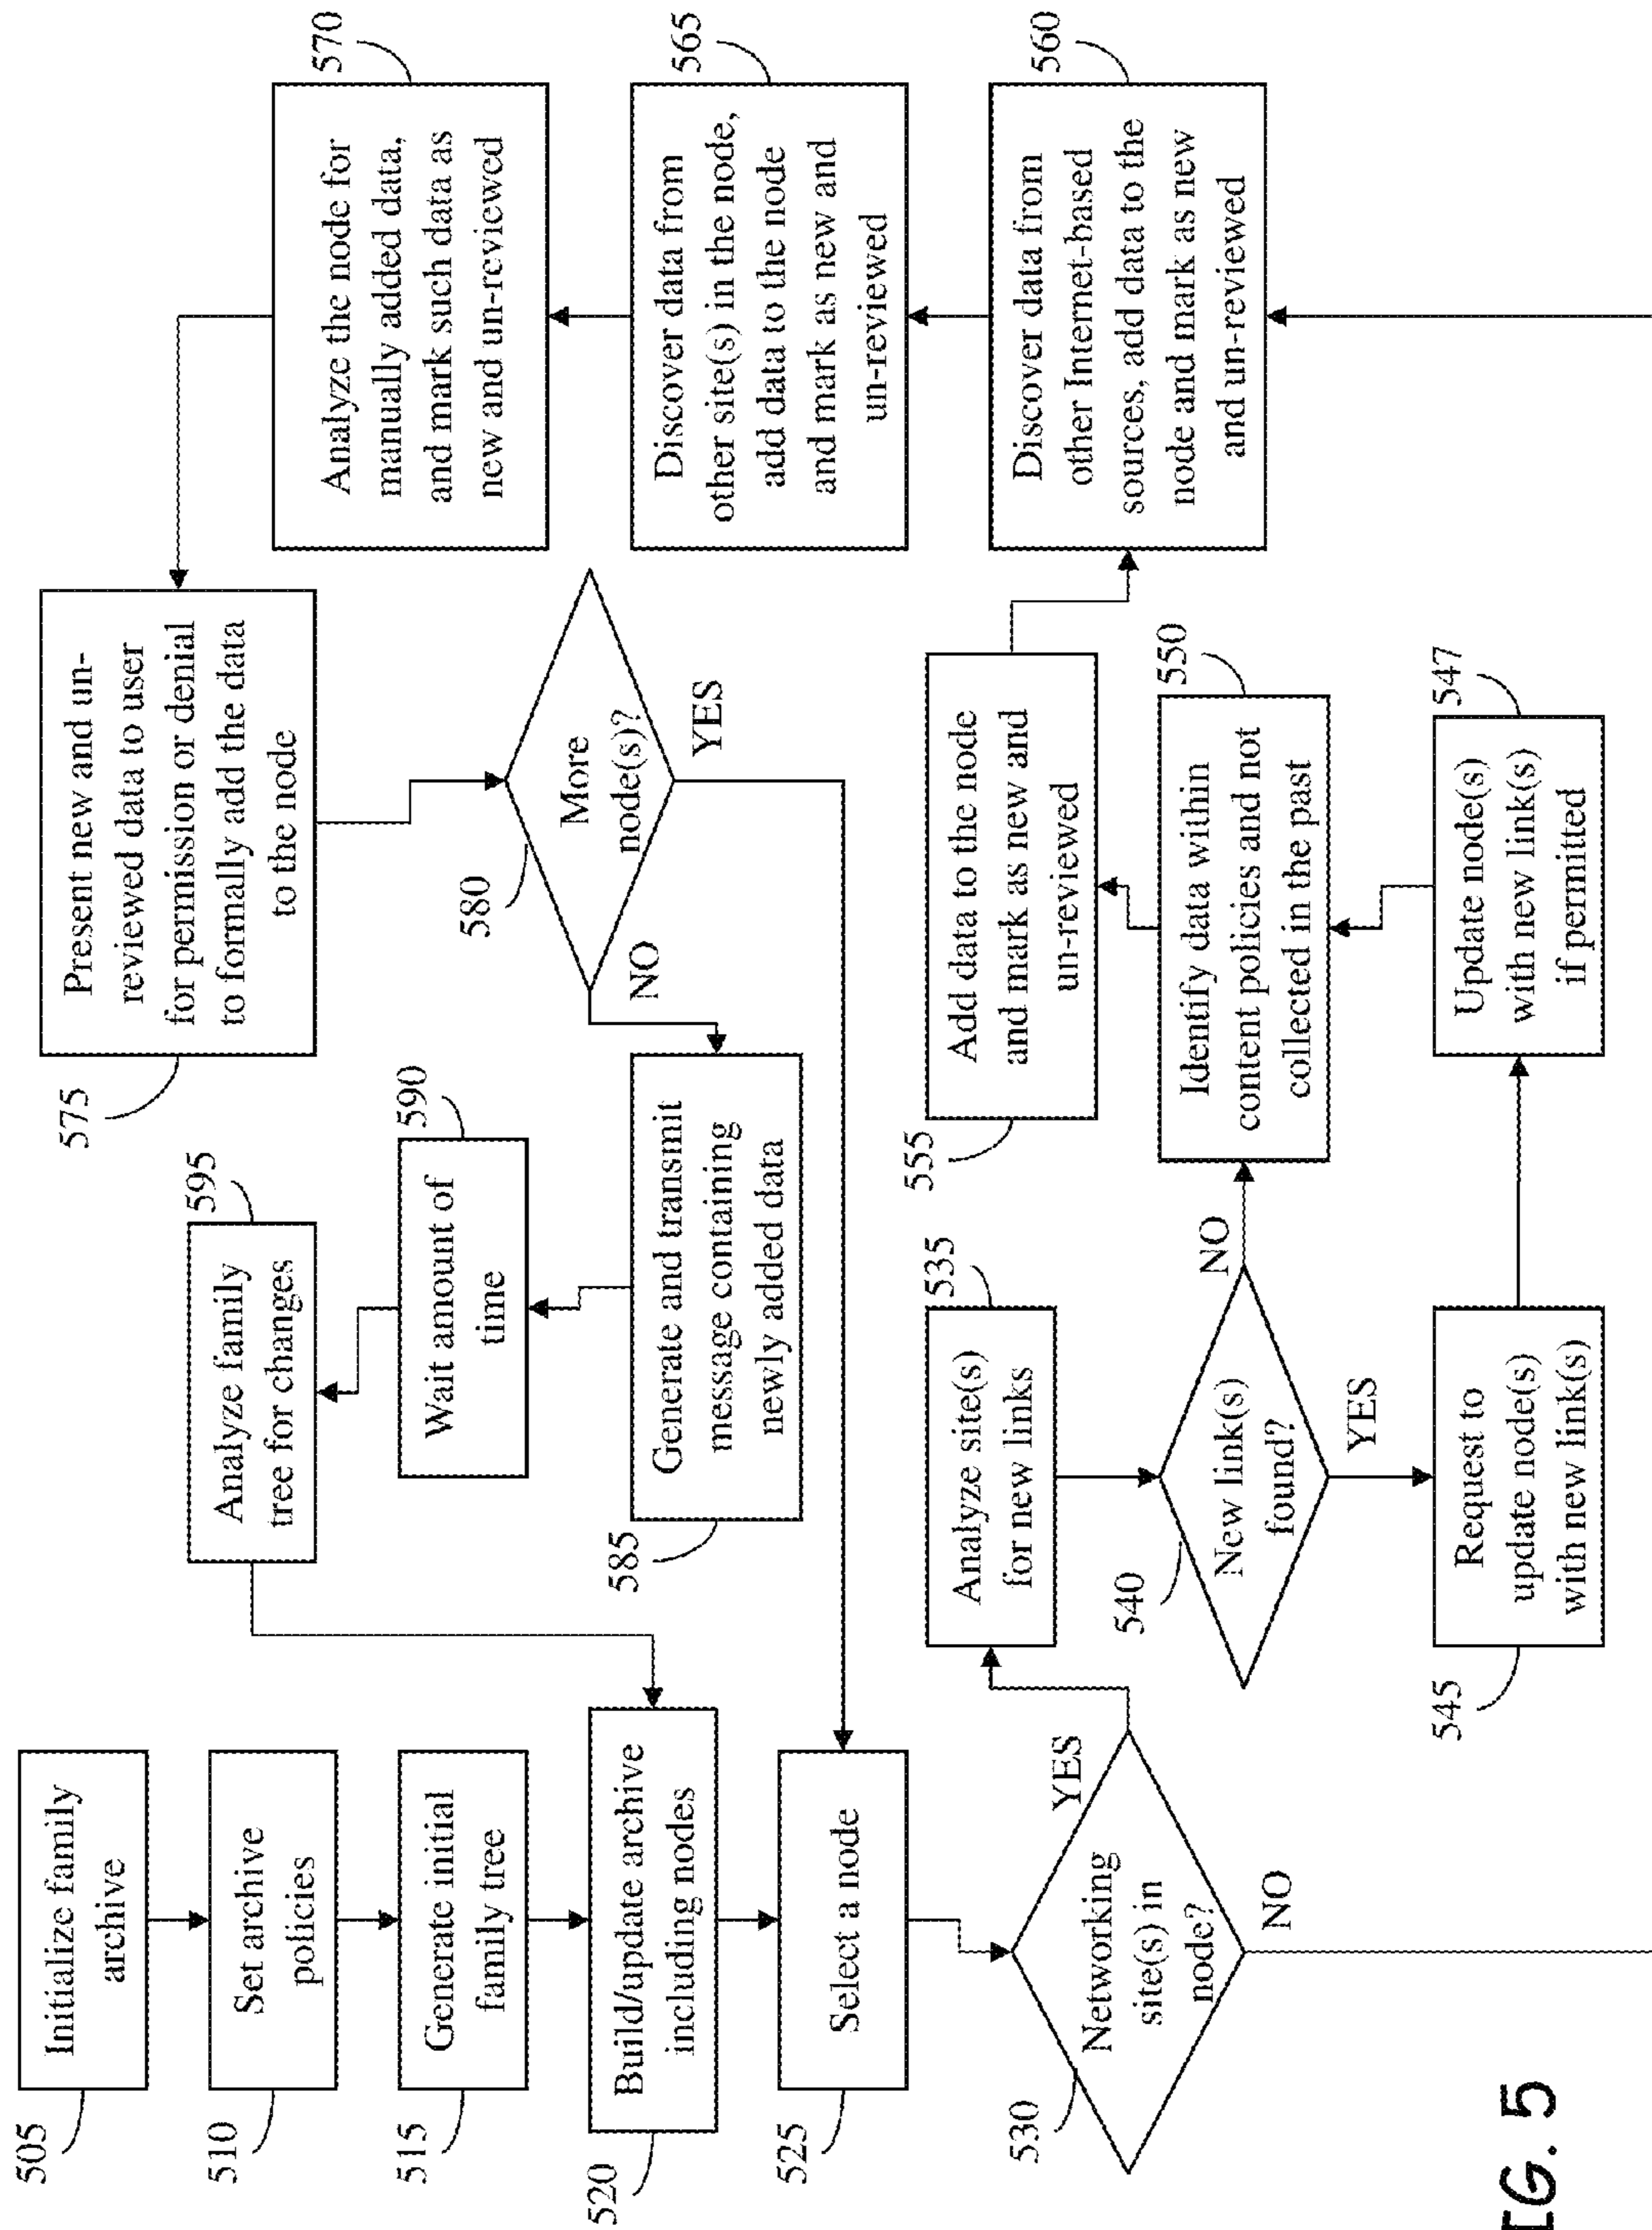 505
Initialize family
archive
510
Set archive
policies
515
Generate initial
family tree
520
Build/update archive
including nodes
525
Select a node
530
Networking
site(s) in
node?
YES
NO
535
Analyze site(s)
for new links
540
New link(s)
found?
NO
YES
545
Request to
update node(s)
with new link(s)
547
Update node(s)
with new link(s)
if permitted
550
Identify data within
content policies and not
collected in the past
555
Add data to the node
and mark as new and
un-reviewed
560
Discover data from
other Internet-based
sources, add data to the
node and mark as new
and un-reviewed
565
Discover data from
other site(s) in the node,
add data to the node
and mark as new and
un-reviewed
570
Analyze the node for
manually added data,
and mark such data as
new and un-reviewed
575
Present new and un-
reviewed data to user
for permission or denial
to formally add the data
to the node
580
More
node(s)?
NO
YES
585
Generate and transmit
message containing
newly added data
590
Wait amount of
time
595
Analyze family
tree for changes
IG. 5